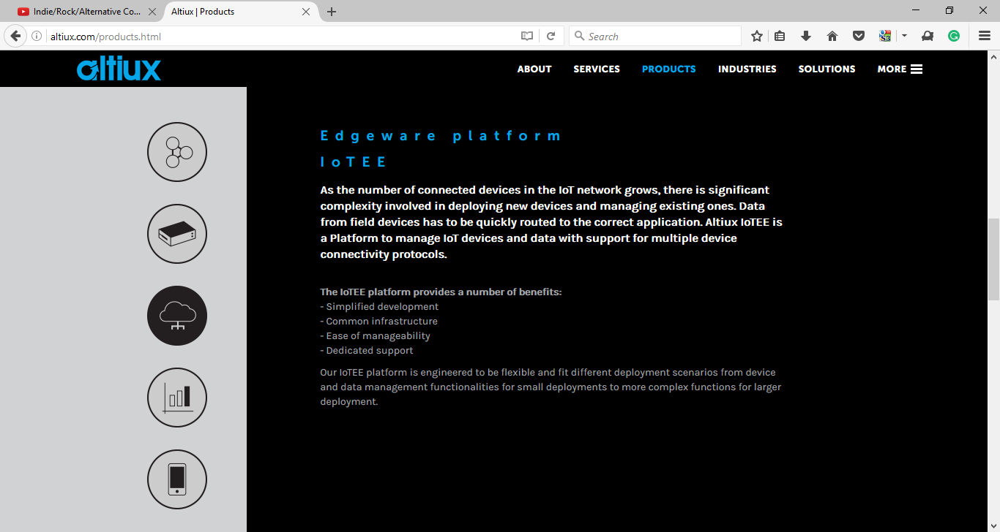 Indie/Rock/Alternative Co...
Altiux | Products
altiux.com/products.html
Search
S3
G
altiux
ABOUT SERVICES PRODUCTS INDUSTRIES SOLUTIONS MORE
Edgeware platform
IoTEE
As the number of connected devices in the IoT network grows, there is significant
complexity involved in deploying new devices and managing existing ones. Data
from field devices has to be quickly routed to the correct application. Altiux IoTEE is
a Platform to manage IoT devices and data with support for multiple device
connectivity protocols.
The IoTEE platform provides a number of benefits:
- Simplified development
- Common infrastructure
- Ease of manageability
- Dedicated support
Our IoTEE platform is engineered to be flexible and fit different deployment scenarios from device
and data management functionalities for small deployments to more complex functions for larger
deployment.